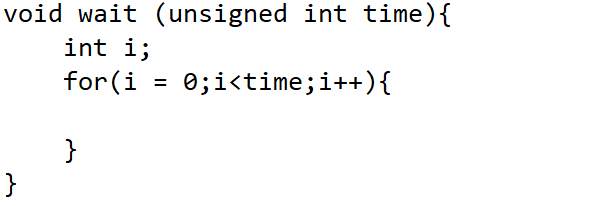 void wait (unsigned int time){
    int i;
    for(i = 0;i<time;i++){

    }
}